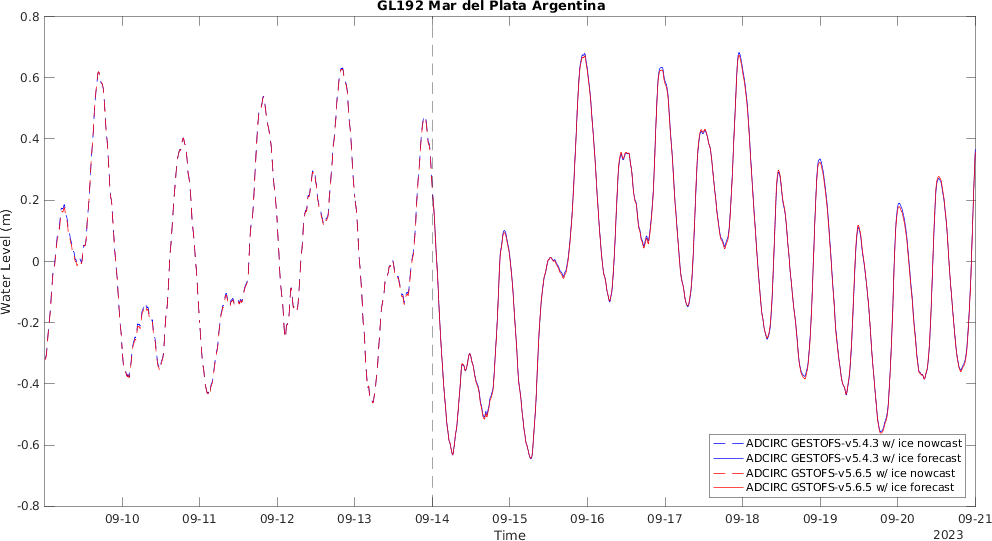 GL192 Mar del Plata Argentina
0.8
0.6
0.4
0.2
0
-0.2
-0.4
-0.6
-0.8
Water Level (m)
ADCIRC GESTOFS-v5.4.3 w/ ice nowcast
ADCIRC GESTOFS-v5.4.3 w/ ice forecast
ADCIRC GSTOFS-v5.6.5 w/ ice nowcast
ADCIRC GSTOFS-v5.6.5 w/ ice forecast
09-10 09-11 09-12 09-13 09-14 09-15 09-16 09-17 09-18 09-19 09-20 09-21
Time
2023